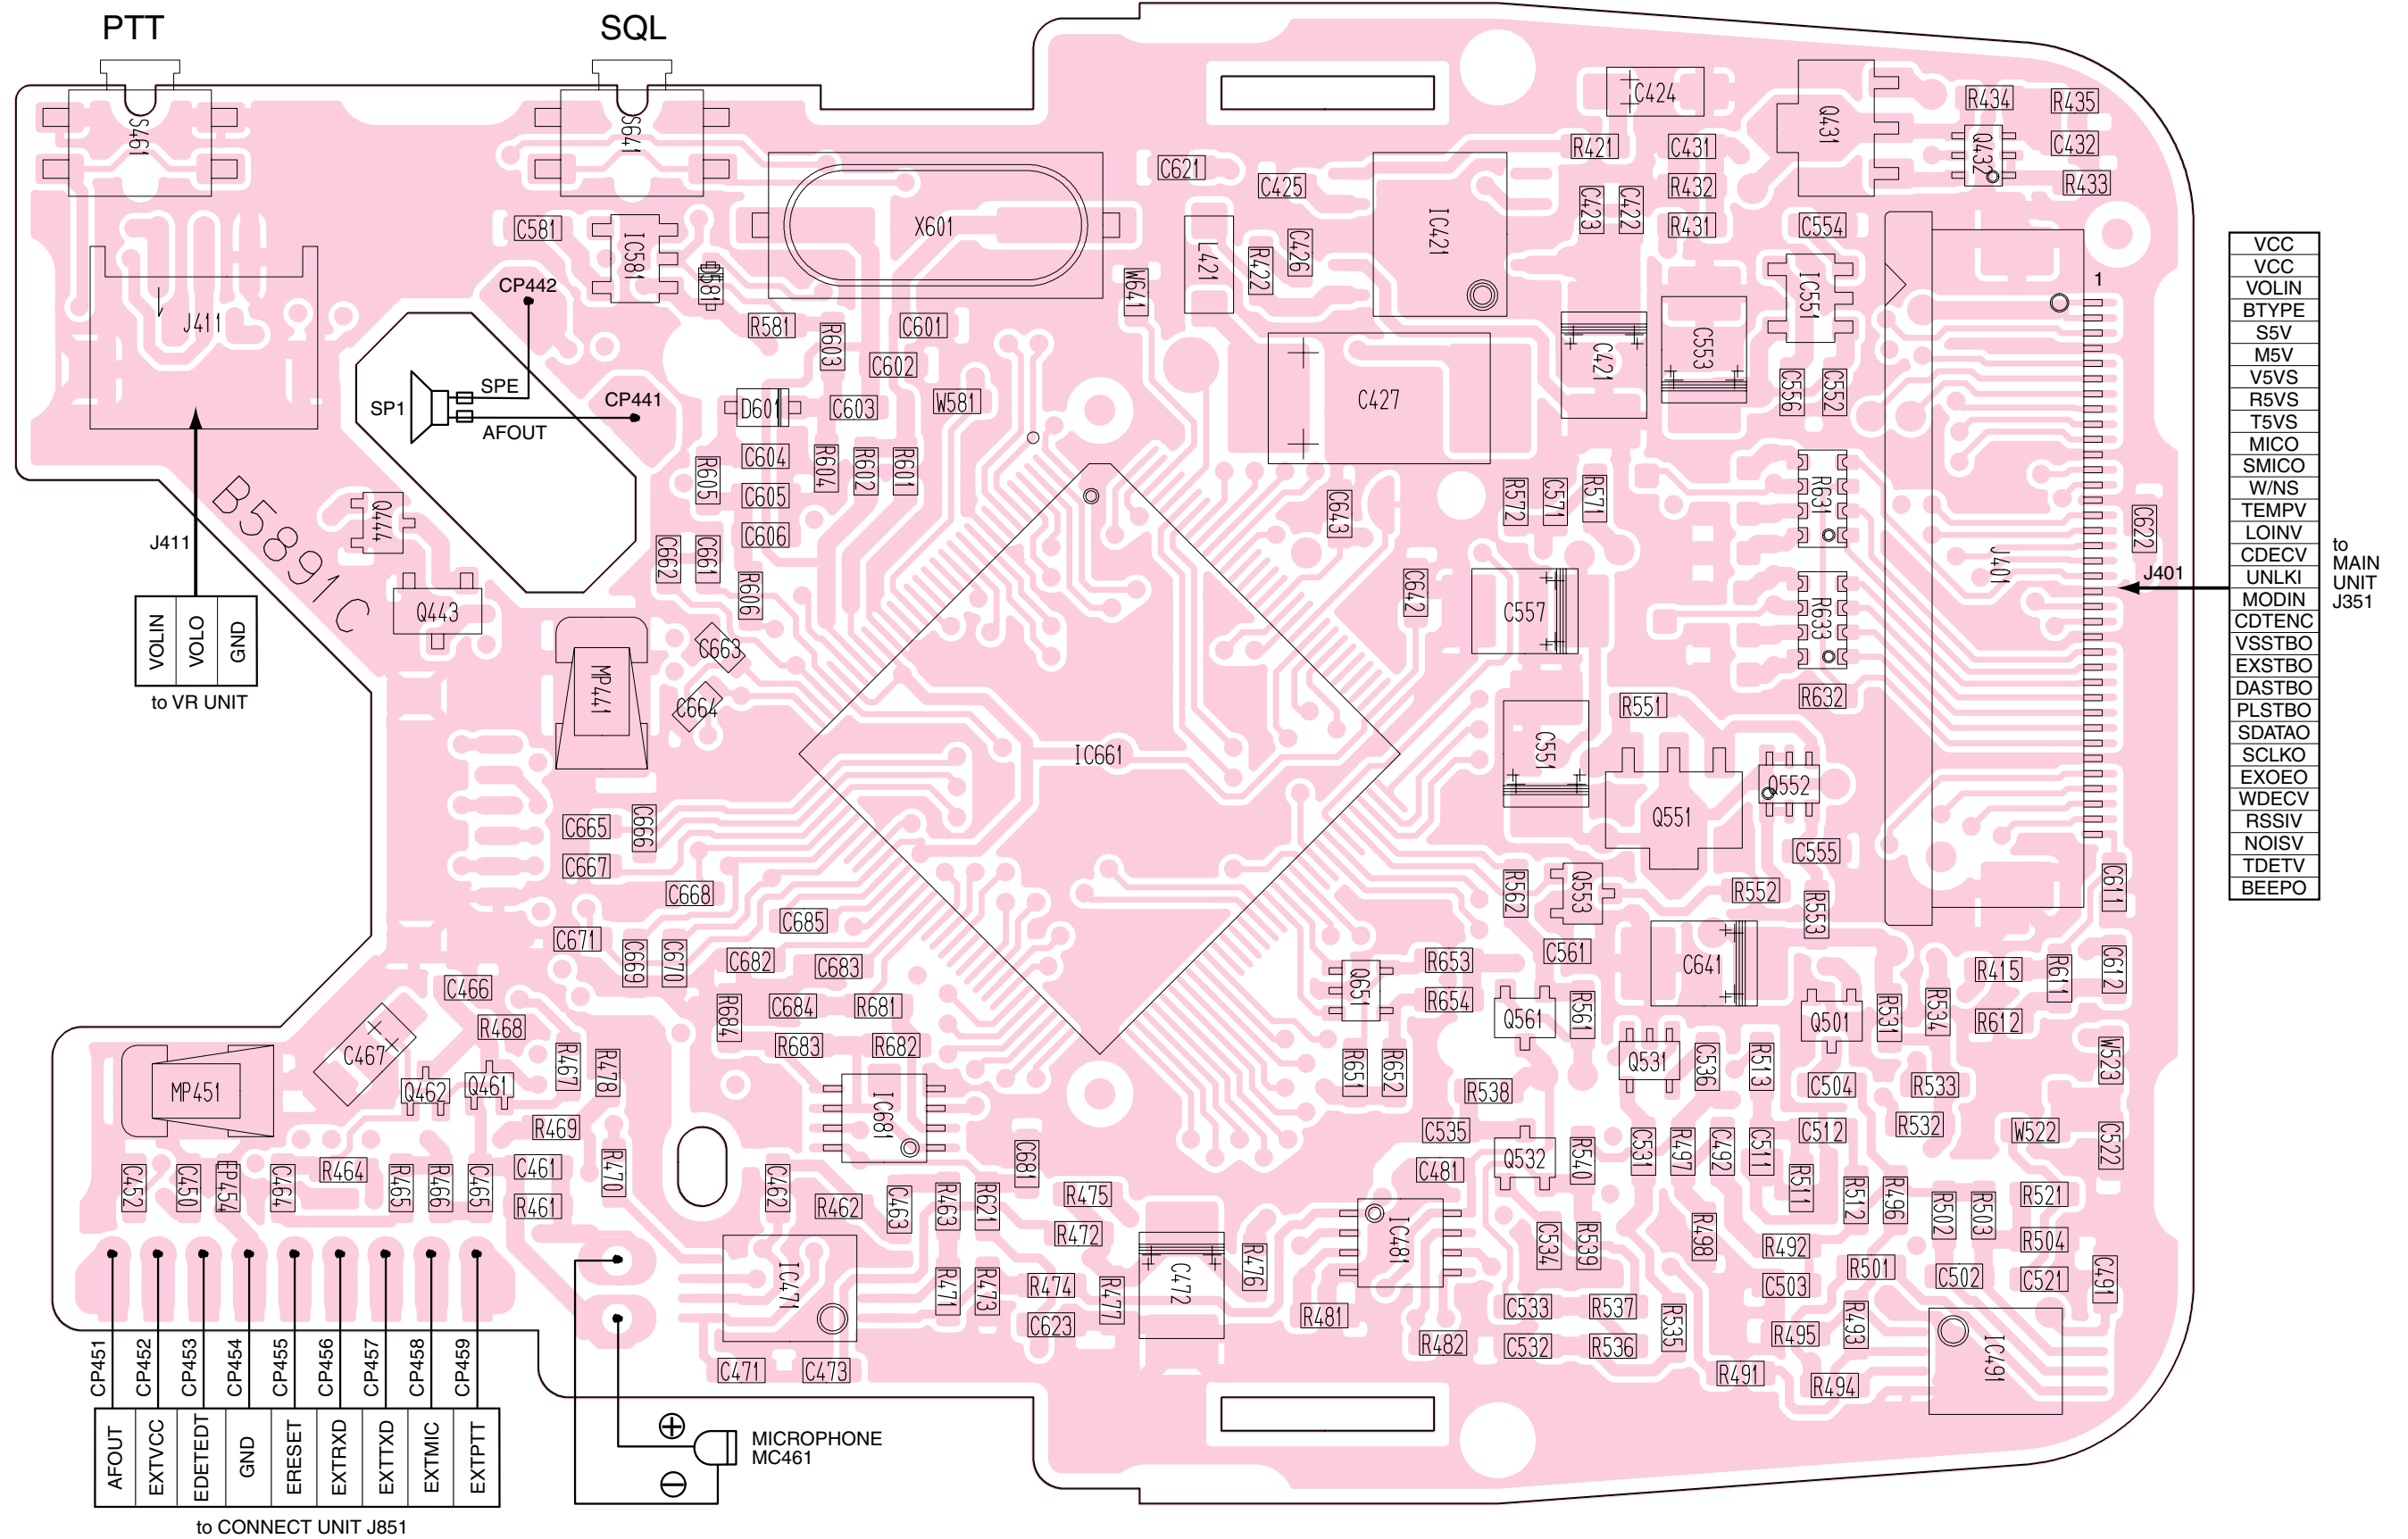 PTT
SQL
S461
S641
C424
Q431
R434
R435
Q432
C432
R433
R421
C431
R432
R431
C423
C422
C621
C425
IC421
X601
C581
IC581
D581
L421
R422
C426
W641
C554
IC551
1
J411
CP442
R581
R603
C601
C602
C421
C553
C556
C552
C427
SP1
SPE
CP441
AFOUT
D601
C603
W581
C604
R604
R602
R601
R605
C605
C606
C643
R572
C571
R571
R631
J401
C622
Q444
B5891C
J411
C662
C661
R606
Q443
C642
C557
R633
C663
MP441
C664
R632
R551
C551
IC661
Q551
Q552
C555
VOLIN
VOLO
GND
to VR UNIT
VCC
VCC
VOLIN
BTYPE
S5V
M5V
V5VS
R5VS
T5VS
MICO
SMICO
W/NS
TEMPV
LOINV
CDECV
UNLKI
MODIN
CDTENC
VSSTBO
EXSTBO
DASTBO
PLSTBO
SDATAO
SCLKO
EXOEO
WDECV
RSSIV
NOISV
TDETV
BEEPO
J401
to
MAIN
UNIT
J351
C665
C666
C667
C668
C685
C671
C669
C670
C682
C683
R562
Q553
R552
R553
C611
C561
C641
C612
R415
R611
R612
C466
R468
C467
R684
C684
R681
R683
R682
Q651
R653
R654
Q561
R561
Q501
R531
R534
W523
MP451
Q462
Q461
R467
R478
IC681
R651
R652
R538
Q531
C536
R513
C504
R533
R469
C535
Q532
R540
C531
R497
C492
C511
C512
R532
W522
C522
C452
C450
EP454
C464
R464
R465
R466
C465
C461
R461
R470
C462
R462
C463
R463
R621
C681
R475
R472
C481
R511
R512
R496
R502
R503
R521
R504
IC471
R471
R473
R474
C623
R477
C472
R476
IC481
C534
R539
R498
R492
C503
R501
C502
C521
C491
R481
R482
C533
C532
R537
R536
R535
R495
R493
R491
R494
IC491
C471
C473
CP451
CP452
CP453
CP454
CP455
CP456
CP457
CP458
CP459
AFOUT
EXTVCC
EDETEDT
GND
ERESET
EXTRXD
EXTTXD
EXTMIC
EXTPTT
to CONNECT UNIT J851
MICROPHONE
MC461